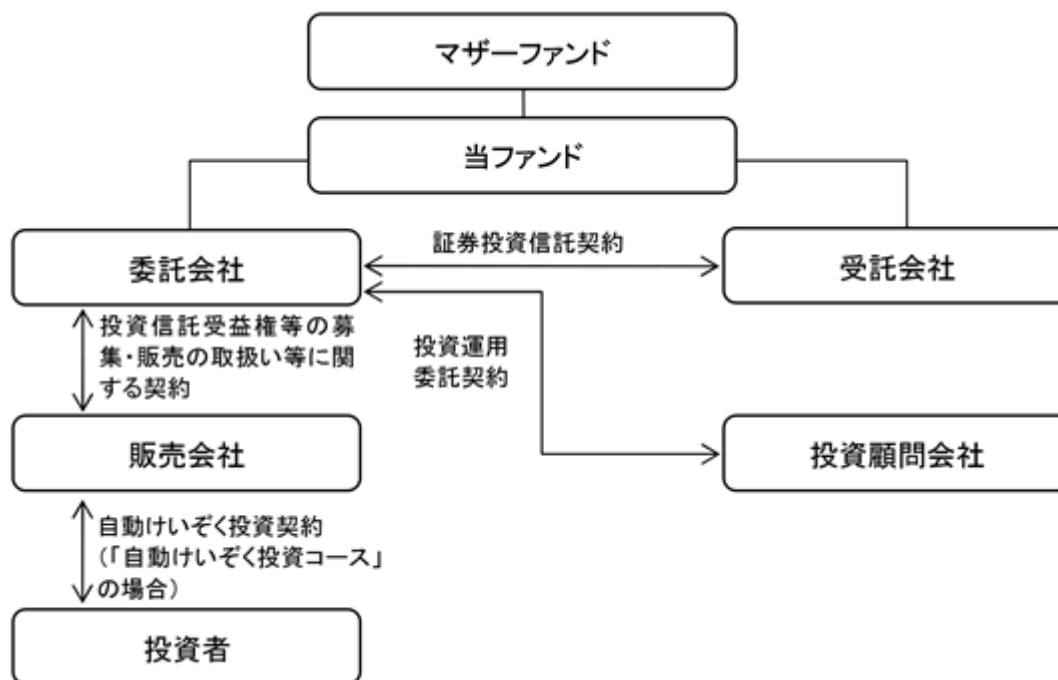 マザーファンド
当ファンド
委託会社
証券投資信託契約
受託会社
投資信託受益権等の募
集・販売の取扱い等に関
する契約
投資運用
委託契約
販売会社
投資顧問会社
自動けいぞく投資契約
（「自動けいぞく投資コース」
の場合）
投資者